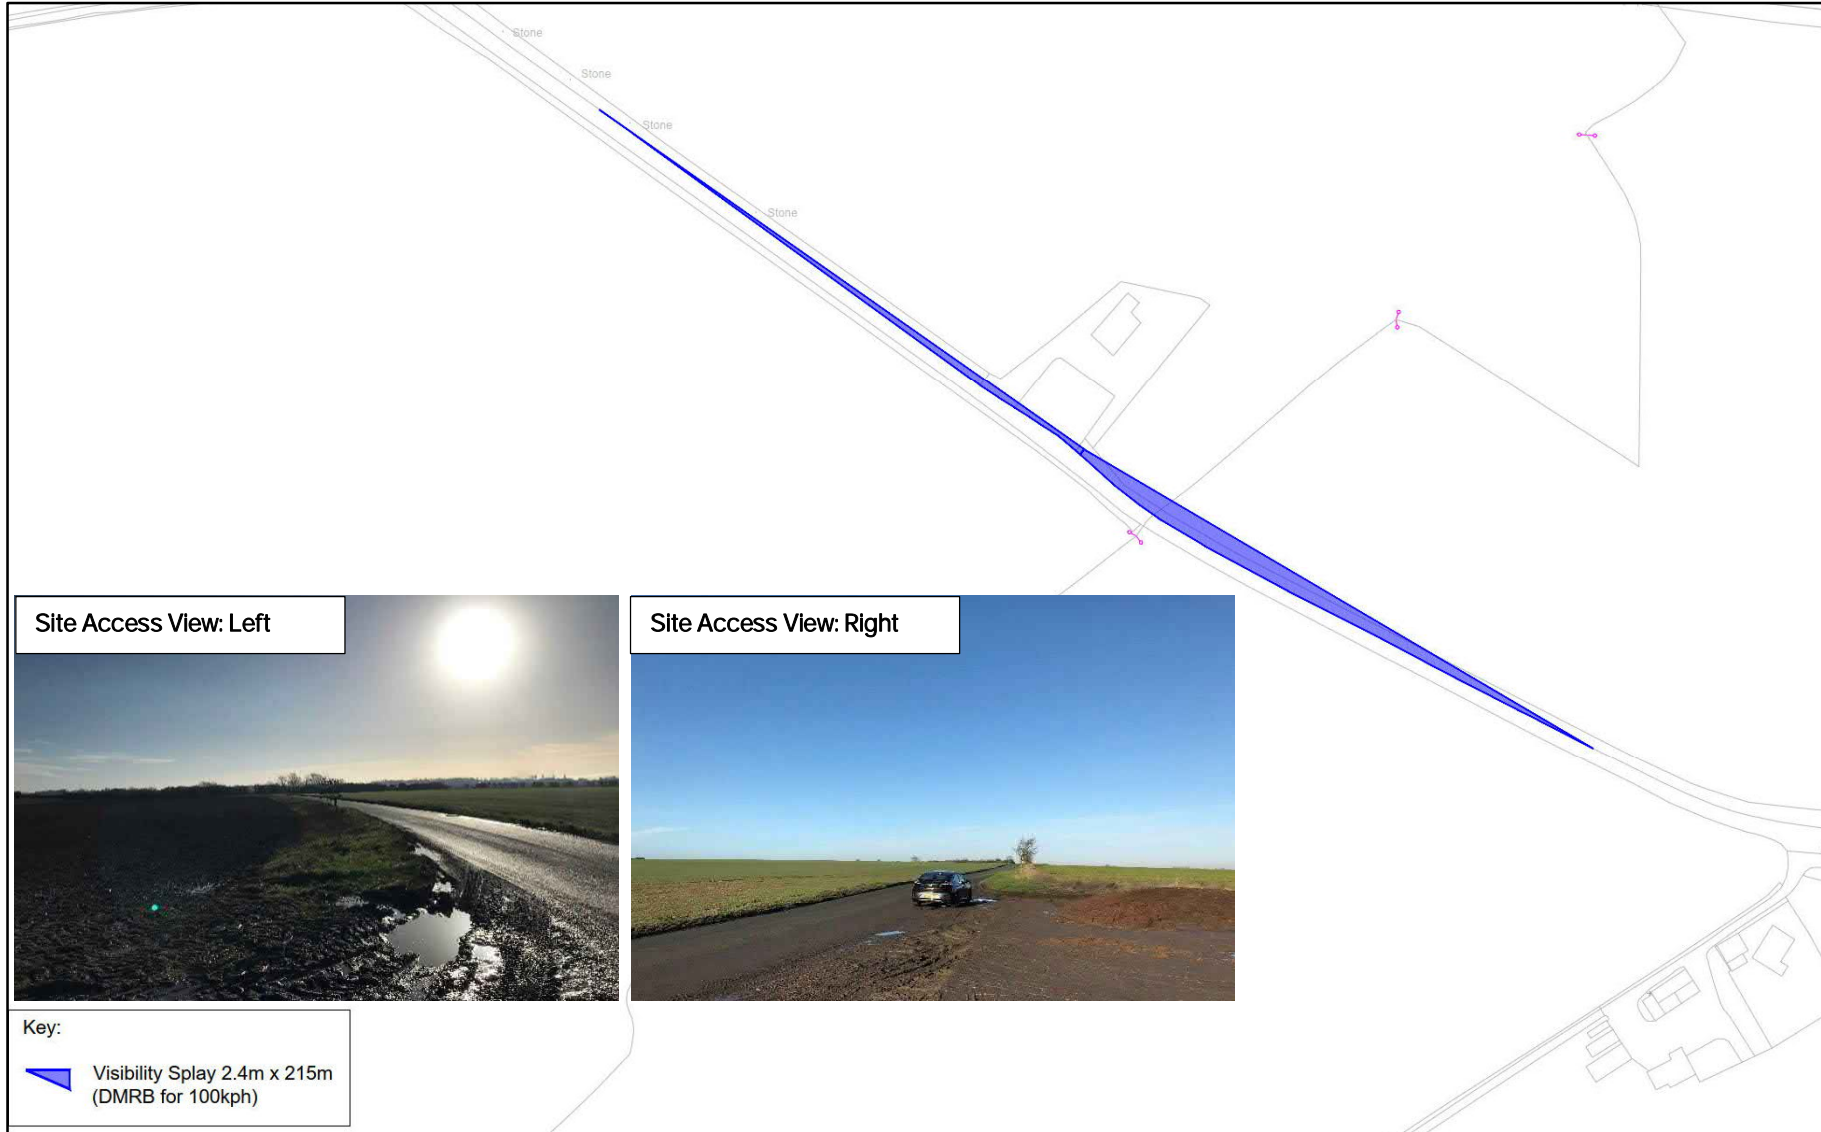 Stone
Stone
Stone
Stone
Site Access View: Left
Site Access View: Right
Key:
Visibility Splay 2.4m x 215m
(DMRB for 100kph)